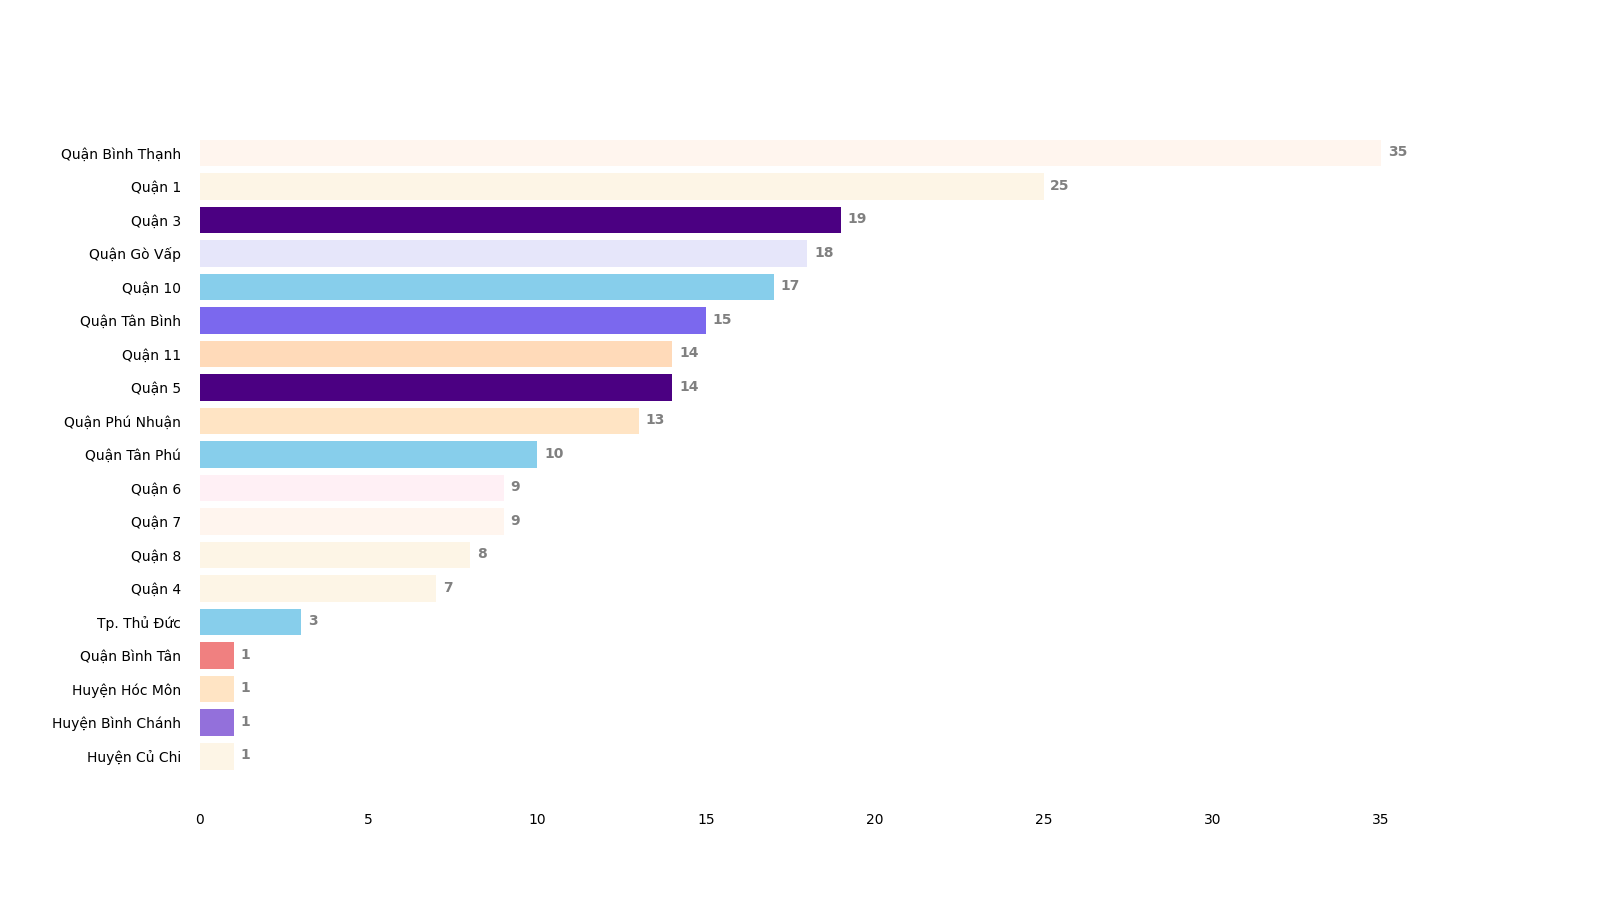 Quận Bình Thạnh 35
Quận 1 25
Quận 3 19
Quận Gò Vấp 18
Quận 10 17
Quận Tân Bình 15
Quận 11 14
Quận 5 14
Quận Phú Nhuận 13
Quận Tân Phú 10
Quận 6 9
Quận 7 9
Quận 8 8
Quận 4 7
Tp. Thủ Đức 3
Quận Bình Tân 1
Huyện Hóc Môn 1
Huyện Bình Chánh 1
Huyện Củ Chi 1
0 5 10 15 20 25 30 35